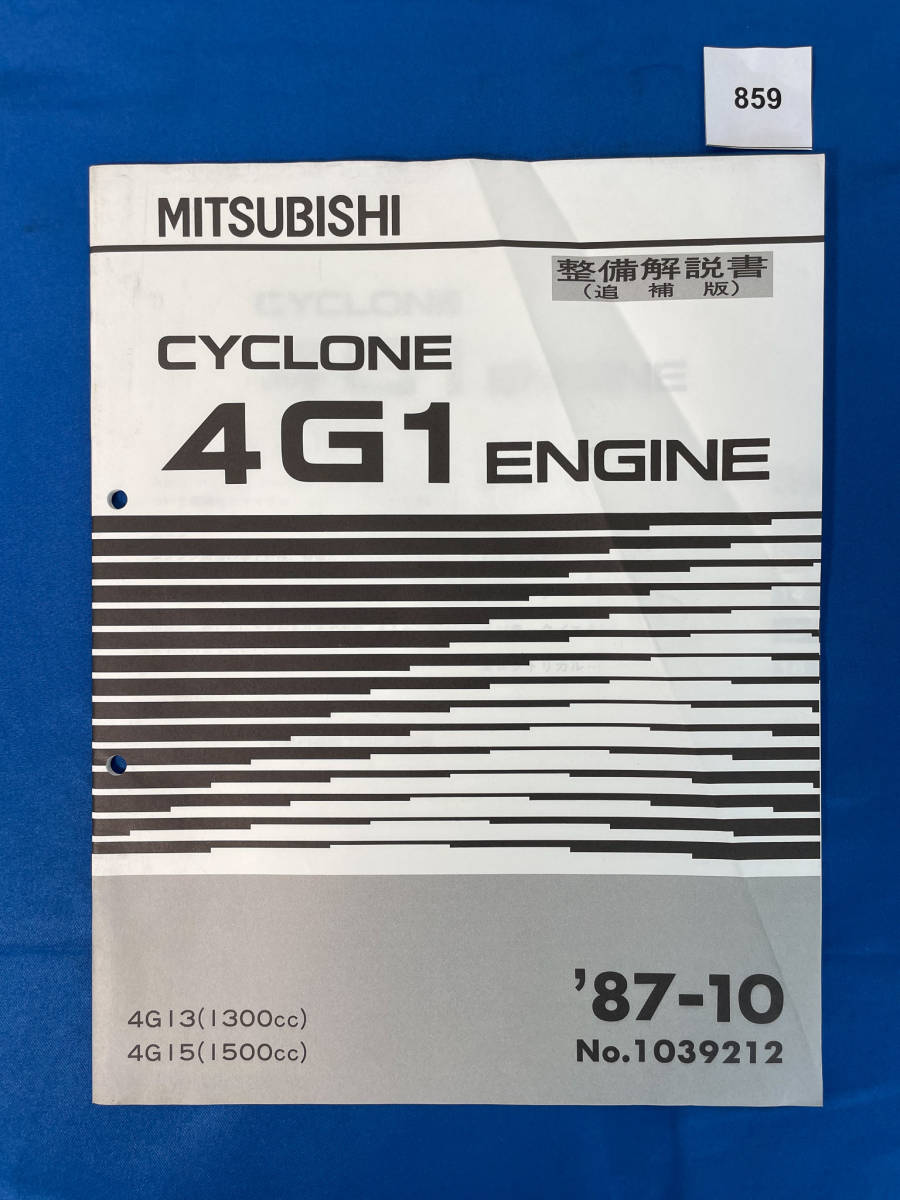 859
MITSUBISHI
整備解説書
(追補版)
CYCLONE
4G1 ENGINE
4G13(1300cc)
4G15(1500cc)
'87-10
No.1039212